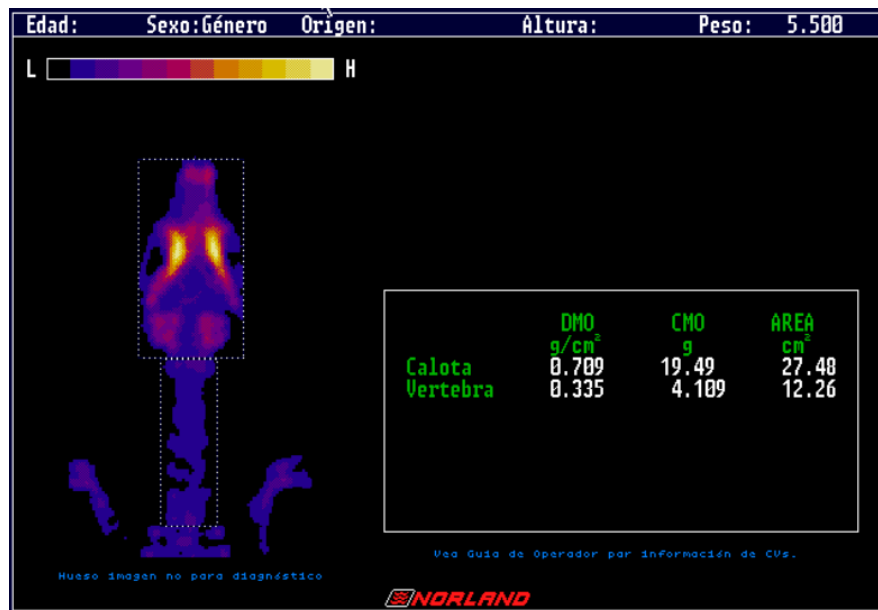 Edad: Sexo:Género Origen: Altura: Peso: 5.500
L H
DMO CMO AREA
g/cm² g cm²
Calota 0.709 19.49 27.48
Vertebra 0.335 4.109 12.26
Vea Guia de Operador par información de CVs.
Hueso imagen no para diagnóstico
NORLAND